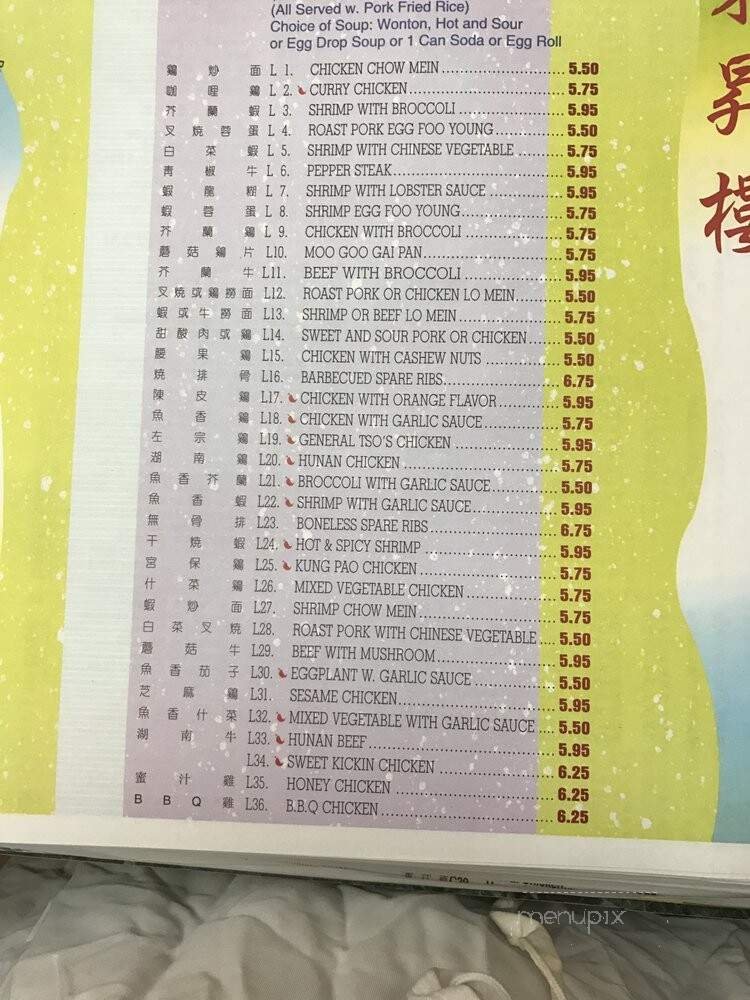 (All Served w. Pork Fried Rice)
Choice of Soup: Wonton, Hot and Sour
or Egg Drop Soup or 1 Can Soda or Egg Roll
鷄炒面 L 1. CHICKEN CHOW MEIN 5.50
咖喱鷄 L 2. CURRY CHICKEN 5.75
芥蘭蝦 L 3. SHRIMP WITH BROCCOLI 5.95
叉燒蓉蛋 L 4. ROAST PORK EGG FOO YOUNG 5.50
白菜蝦 L 5. SHRIMP WITH CHINESE VEGETABLE 5.75
青椒牛 L 6. PEPPER STEAK 5.95
蝦龍糊 L 7. SHRIMP WITH LOBSTER SAUCE 5.95
蝦蓉蛋 L 8. SHRIMP EGG FOO YOUNG 5.75
芥蘭鷄 L 9. CHICKEN WITH BROCCOLI 5.75
蘑菇鷄片 L10. MOO GOO GAI PAN 5.75
芥蘭牛 L11. BEEF WITH BROCCOLI 5.95
叉燒或鷄撈面 L12. ROAST PORK OR CHICKEN LO MEIN 5.50
蝦或牛撈面 L13. SHRIMP OR BEEF LO MEIN 5.75
甜酸肉或鷄 L14. SWEET AND SOUR PORK OR CHICKEN 5.50
腰果鷄 L15. CHICKEN WITH CASHEW NUTS 5.50
燒排骨 L16. BARBECUED SPARE RIBS 6.75
陳皮鷄 L17. CHICKEN WITH ORANGE FLAVOR 5.95
魚香鷄 L18. CHICKEN WITH GARLIC SAUCE 5.75
左宗鷄 L19. GENERAL TSO'S CHICKEN 5.95
湖南鷄 L20. HUNAN CHICKEN 5.75
魚香芥蘭 L21. BROCCOLI WITH GARLIC SAUCE 5.50
魚香蝦 L22. SHRIMP WITH GARLIC SAUCE 5.95
無骨排 L23. BONELESS SPARE RIBS 6.75
干燒蝦 L24. HOT & SPICY SHRIMP 5.95
宮保鷄 L25. KUNG PAO CHICKEN 5.75
什菜鷄 L26. MIXED VEGETABLE CHICKEN 5.75
蝦炒面 L27. SHRIMP CHOW MEIN 5.75
白菜叉燒 L28. ROAST PORK WITH CHINESE VEGETABLE 5.50
蘑菇牛 L29. BEEF WITH MUSHROOM 5.95
魚香茄子 L30. EGGPLANT W. GARLIC SAUCE 5.50
芝麻鷄 L31. SESAME CHICKEN 5.95
魚香什菜 L32. MIXED VEGETABLE WITH GARLIC SAUCE 5.50
湖南牛 L33. HUNAN BEEF 5.95
L34. SWEET KICKIN CHICKEN 6.25
蜜汁雞 L35. HONEY CHICKEN 6.25
BBQ雞 L36. B.B.Q CHICKEN 6.25
menupix